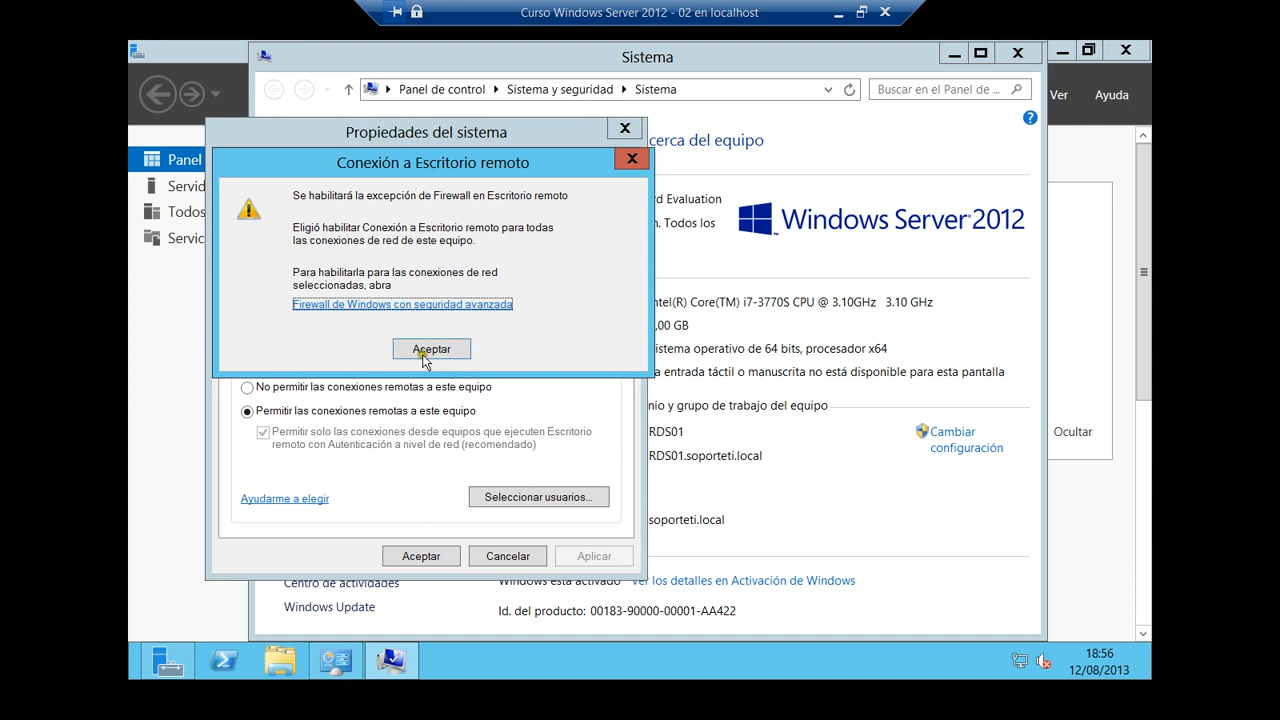 Curso Windows Server 2012 - 02 en localhost
Sistema
Panel de control
Sistema y seguridad
Sistema
Buscar en el Panel de ...
Ver
Ayuda
Propiedades del sistema
cerca del equipo
Panel
Conexión a Escritorio remoto
Servid
Todos
Servic
Se habilitará la excepción de Firewall en Escritorio remoto
Eligió habilitar Conexión a Escritorio remoto para todas
las conexiones de red de este equipo.
Para habilitarla para las conexiones de red
seleccionadas, abra
Firewall de Windows con seguridad avanzada
Aceptar
rd Evaluation
n. Todos los
Windows Server 2012
ntel(R) Core(TM) i7-3770S CPU @ 3.10GHz 3.10 GHz
,00 GB
istema operativo de 64 bits, procesador x64
a entrada táctil o manuscrita no está disponible para esta pantalla
No permitir las conexiones remotas a este equipo
nio y grupo de trabajo del equipo
Permitir las conexiones remotas a este equipo
Permitir solo las conexiones desde equipos que ejecuten Escritorio
remoto con Autenticación a nivel de red (recomendado)
RDS01
Cambiar
configuración
Ocultar
RDS01.soporteti.local
Ayudarme a elegir
Seleccionar usuarios...
soporteti.local
Aceptar
Cancelar
Aplicar
Centro de actividades
Windows está activado
Ver los detalles en Activación de Windows
Windows Update
Id. del producto: 00183-90000-00001-AA422
18:56
12/08/2013